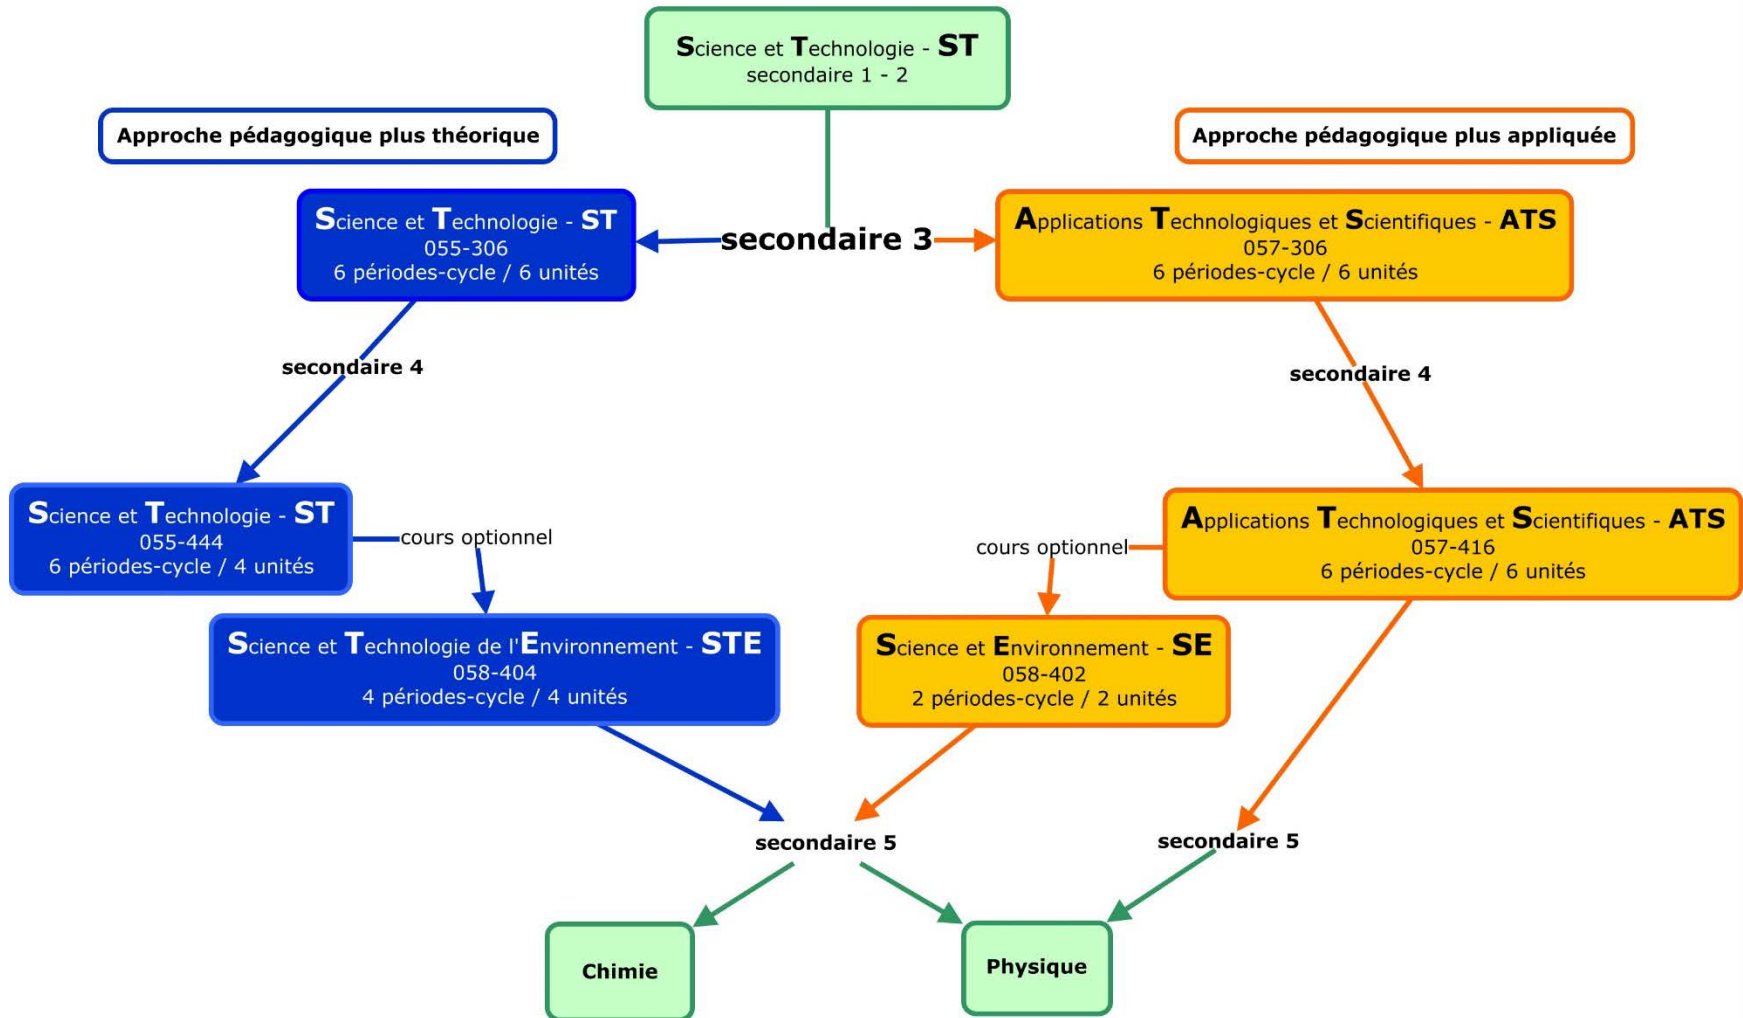 Science et Technologie - ST
secondaire 1 - 2
Approche pédagogique plus théorique
Approche pédagogique plus appliquée
Science et Technologie - ST
055-306
6 périodes-cycle / 6 unités
secondaire 3
Applications Technologiques et Scientifiques - ATS
057-306
6 périodes-cycle / 6 unités
secondaire 4
secondaire 4
Science et Technologie - ST
055-444
6 périodes-cycle / 4 unités
cours optionnel
cours optionnel
Applications Technologiques et Scientifiques - ATS
057-416
6 périodes-cycle / 6 unités
Science et Technologie de l'Environnement - STE
058-404
4 périodes-cycle / 4 unités
Science et Environnement - SE
058-402
2 périodes-cycle / 2 unités
secondaire 5
secondaire 5
Chimie
Physique